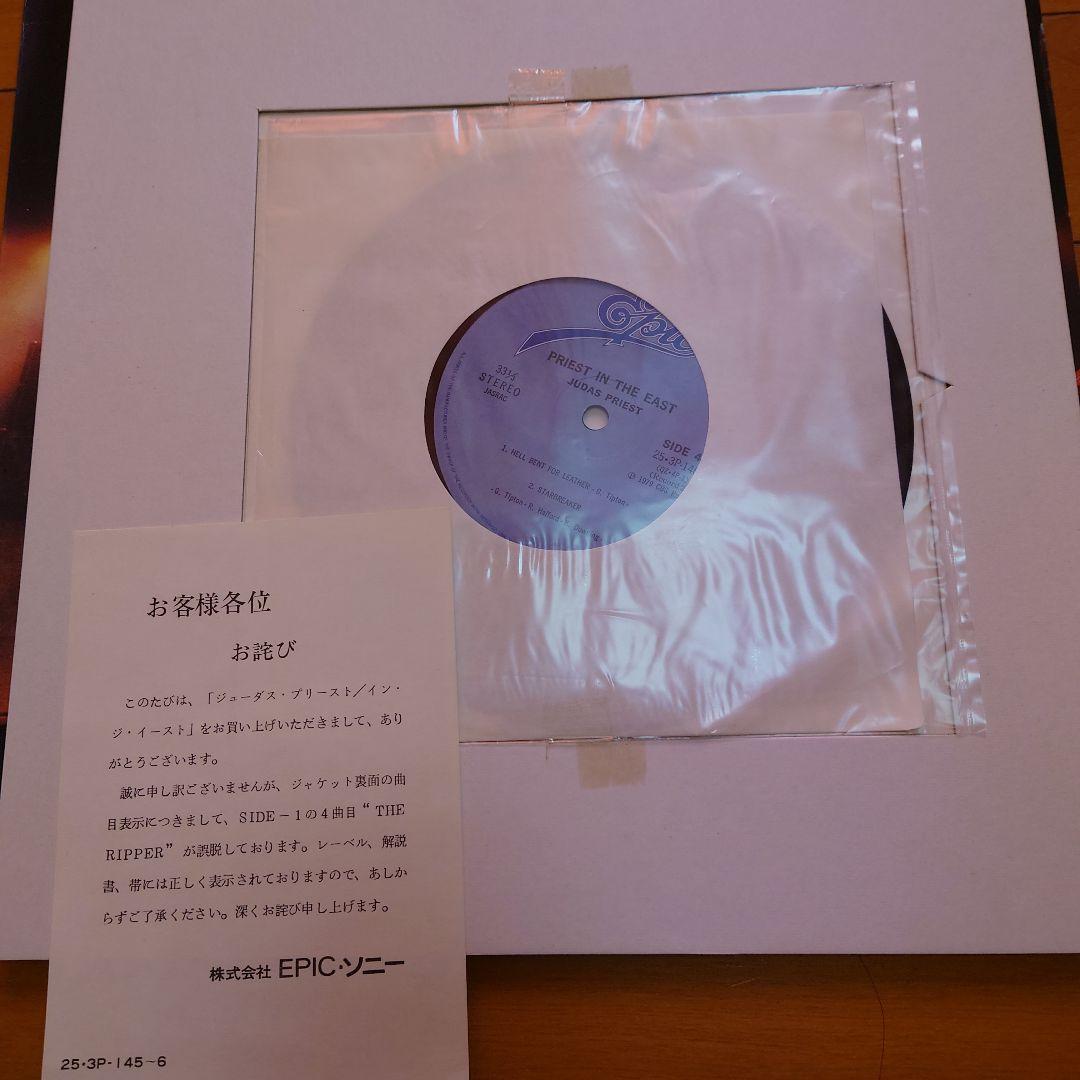 Epic
PRIEST IN THE EAST
JUDAS PRIEST
33⅓
STEREO
JASRAC
SIDE 4
25・3P-14
1. HELL BENT FOR LEATHER - G. Tipton -
2. STARBREAKER
- G. Tipton・R. Halford・K. Downing -
℗ 1979 CBS
お客様各位
お詫び
このたびは、「ジューダス・プリースト/イン・
ジ・イースト」をお買い上げいただきまして、あり
がとうございます。
誠に申し訳ございませんが、ジャケット裏面の曲
目表示につきまして、SIDE－1の4曲目“THE
RIPPER”が誤脱しております。レーベル、解説
書、帯には正しく表示されておりますので、あしか
らずご了承ください。深くお詫び申し上げます。
株式会社 EPIC・ソニー
25・3P-145~6